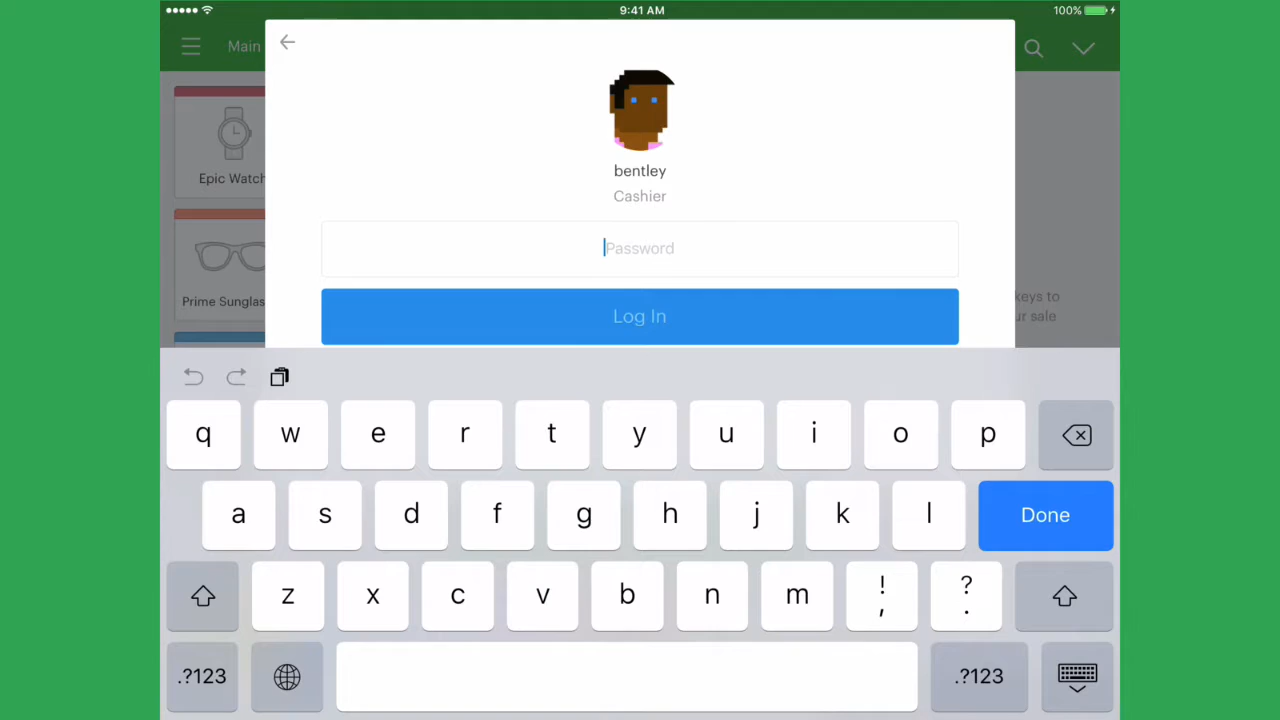 9:41 AM
100%
Main
Epic Watch
Prime Sunglas
keys to
ur sale
bentley
Cashier
Password
Log In
q w e r t y u i o p
a s d f g h j k l Done
z x c v b n m ! , ? .
.?123 .?123